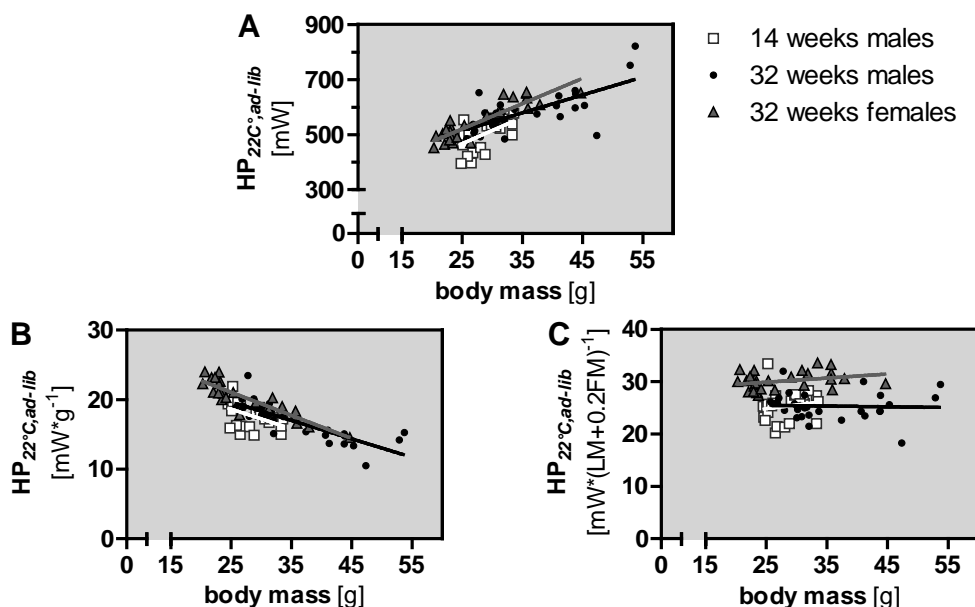 A
HP22C°,ad-lib
[mW]
900
700
500
300
0
0
15
25
35
45
55
body mass [g]
14 weeks males
32 weeks males
32 weeks females
B
HP22°C,ad-lib
[mW*g-1]
30
20
10
0
0
25
35
45
55
body mass [g]
C
HP22°C,ad-lib
[mW*(LM+0.2FM)-1]
40
30
20
10
0
0
15
25
35
45
55
body mass [g]